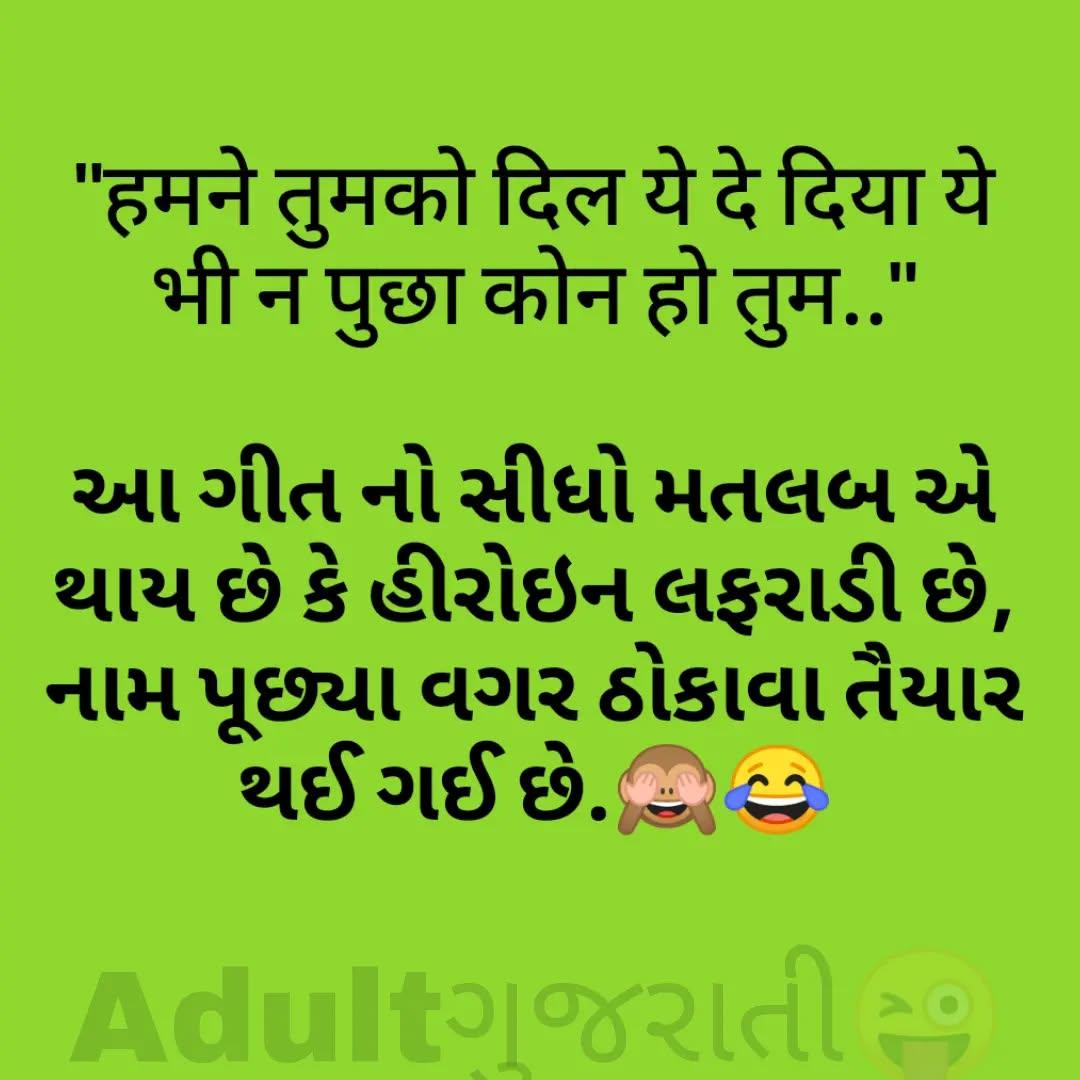 "हमने तुमको दिल ये दे दिया ये
भी न पुछा कोन हो तुम.."
આ ગીત નો સીધો મતલબ એ
થાય છે કે હીરોઇન લફરાડી છે,
નામ પૂછ્યા વગર ઠોકાવા તૈયાર
થઈ ગઈ છે.🙈😂
Adultગુજરાતી😜